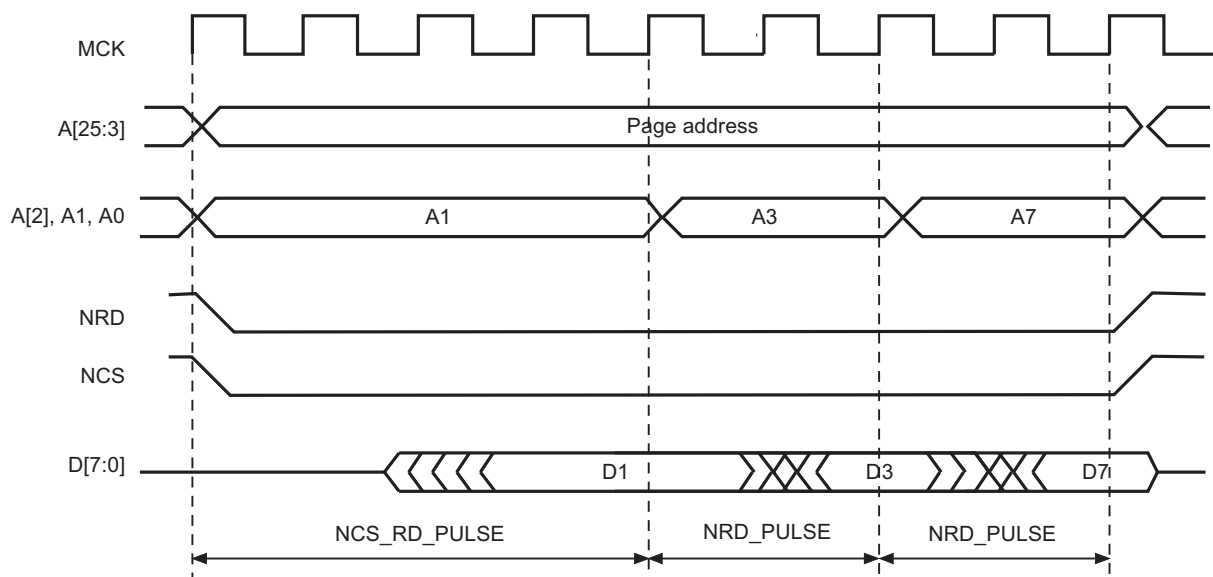 MCK
A[25:3]
Page address
A[2], A1, A0
A1
A3
A7
NRD
NCS
D[7:0]
D1
D3
D7
NCS_RD_PULSE
NRD_PULSE
NRD_PULSE